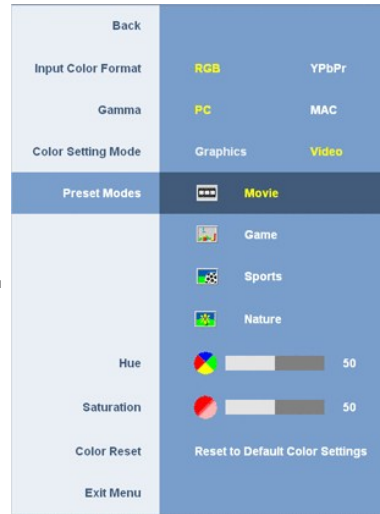 Back
Input Color Format RGB YPbPr
Gamma PC MAC
Color Setting Mode Graphics Video
Preset Modes Movie
Game
Sports
Nature
Hue 50
Saturation 50
Color Reset Reset to Default Color Settings
Exit Menu